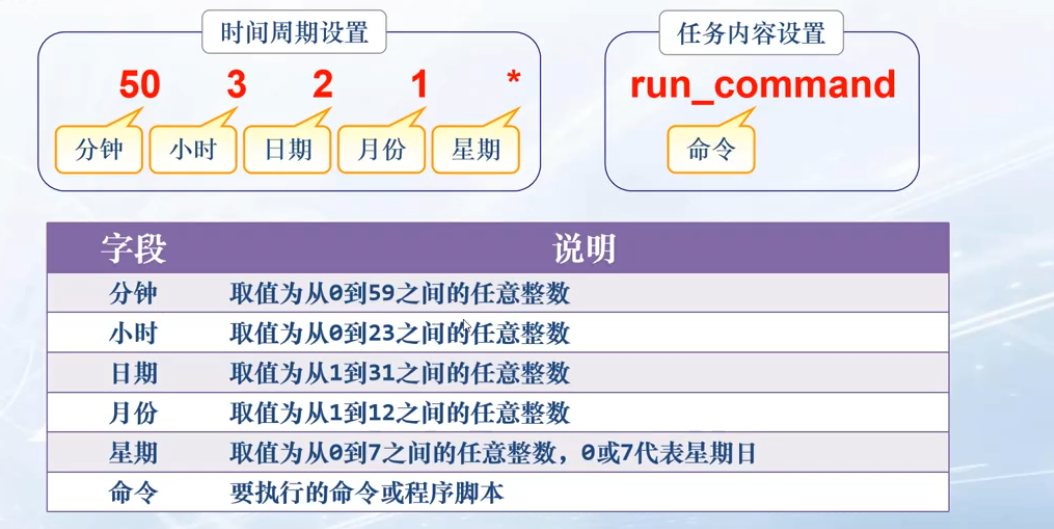 时间周期设置 任务内容设置
50 3 2 1 * run_command
分钟 小时 日期 月份 星期 命令
字段 说明
分钟 取值为从0到59之间的任意整数
小时 取值为从0到23之间的任意整数
日期 取值为从1到31之间的任意整数
月份 取值为从1到12之间的任意整数
星期 取值为从0到7之间的任意整数，0或7代表星期日
命令 要执行的命令或程序脚本